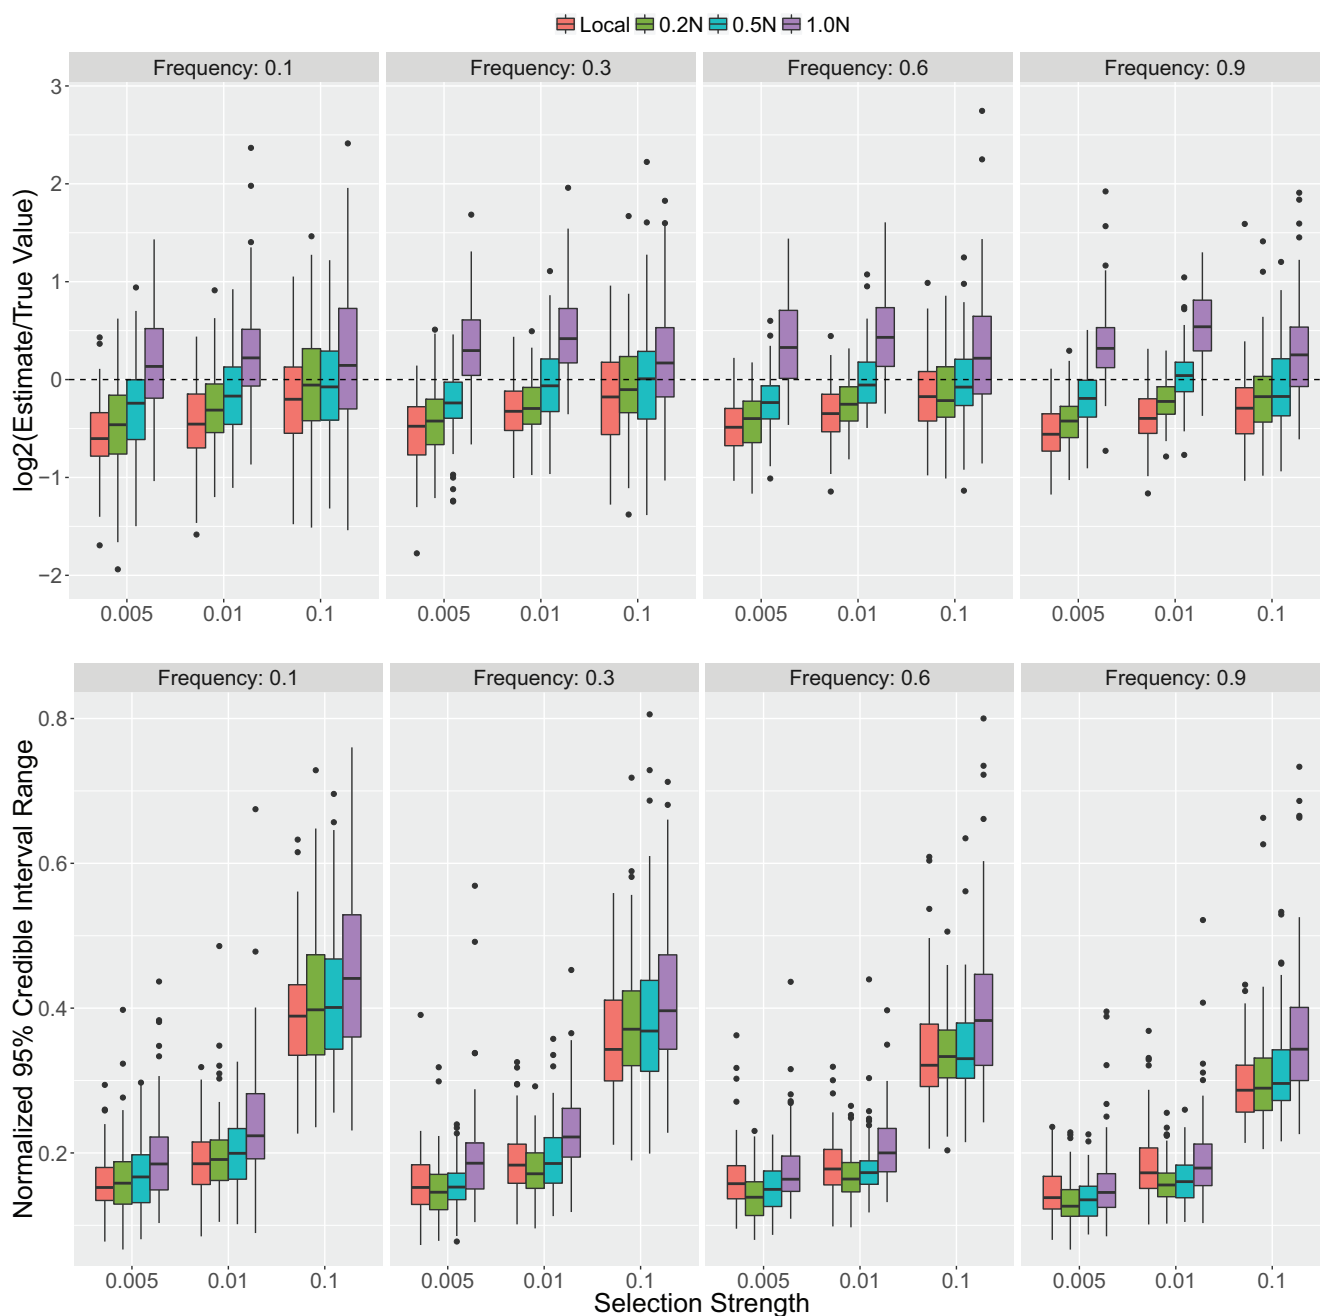 Local 0.2N 0.5N 1.0N
Frequency: 0.1 Frequency: 0.3 Frequency: 0.6 Frequency: 0.9
log2(Estimate/True Value)
3
2
1
0
−1
−2
0.005 0.01 0.1 0.005 0.01 0.1 0.005 0.01 0.1 0.005 0.01 0.1
Frequency: 0.1 Frequency: 0.3 Frequency: 0.6 Frequency: 0.9
Normalized 95% Credible Interval Range
0.8
0.6
0.4
0.2
0.005 0.01 0.1 0.005 0.01 0.1 0.005 0.01 0.1 0.005 0.01 0.1
Selection Strength